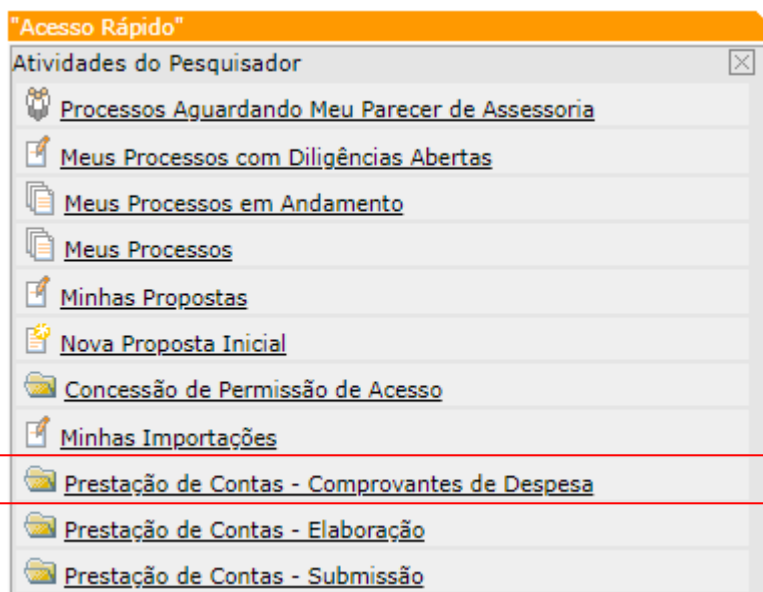 "Acesso Rápido"
Atividades do Pesquisador
Processos Aguardando Meu Parecer de Assessoria
Meus Processos com Diligências Abertas
Meus Processos em Andamento
Meus Processos
Minhas Propostas
Nova Proposta Inicial
Concessão de Permissão de Acesso
Minhas Importações
Prestação de Contas - Comprovantes de Despesa
Prestação de Contas - Elaboração
Prestação de Contas - Submissão